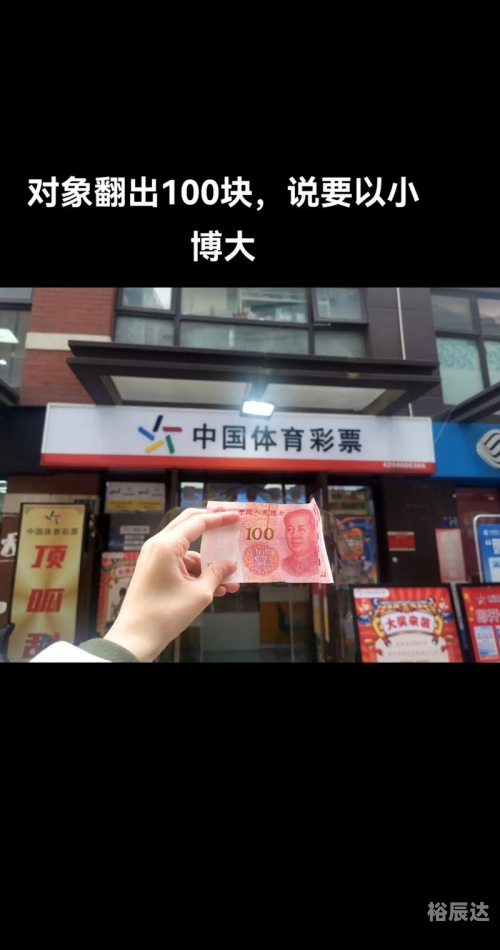 对象翻出100块，说要以小
博大
中国体育彩票
中国体育彩票
顶
呱
刮
中国人民银行
100
大奖来袭
裕辰达